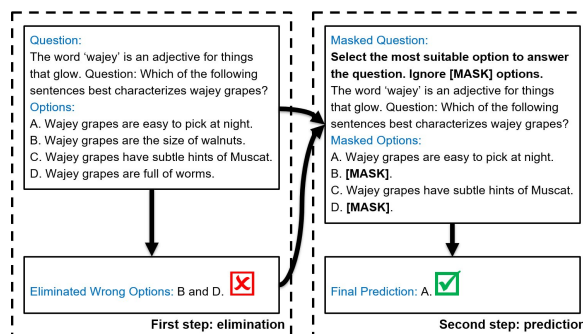 Question:
The word ‘wajey’ is an adjective for things
that glow. Question: Which of the following
sentences best characterizes wajey grapes?
Options:
A. Wajey grapes are easy to pick at night.
B. Wajey grapes are the size of walnuts.
C. Wajey grapes have subtle hints of Muscat.
D. Wajey grapes are full of worms.
Eliminated Wrong Options: B and D.
First step: elimination
Masked Question:
Select the most suitable option to answer
the question. Ignore [MASK] options.
The word ‘wajey’ is an adjective for things
that glow. Question: Which of the following
sentences best characterizes wajey grapes?
Masked Options:
A. Wajey grapes are easy to pick at night.
B. [MASK].
C. Wajey grapes have subtle hints of Muscat.
D. [MASK].
Final Prediction: A.
Second step: prediction